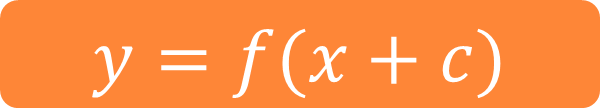 y = f(x + c)